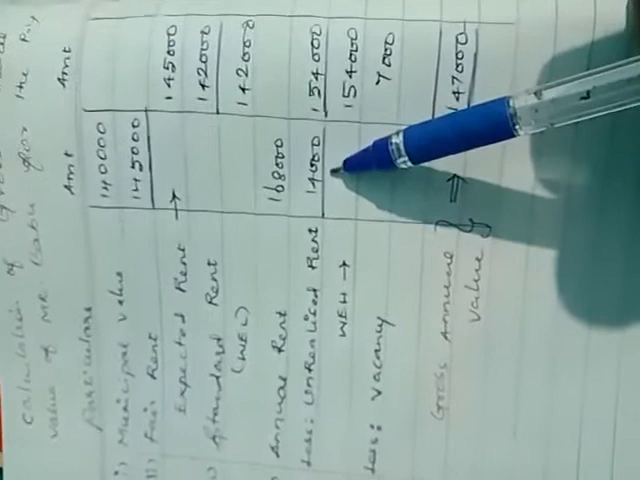 calculation of Gross
value of MR. Babu for the Pay
Particulars Amt Amt
i) Municipal Value 140000
ii) Fair Rent 145000
Expected Rent → 145000
Standard Rent 142000
(WEL) 142000
Annual Rent 168000
Less: UnRealised Rent 14000 154000
WEH → 154000
Less: Vacancy 7000
Gross Annual
Value } ⇒ 147000